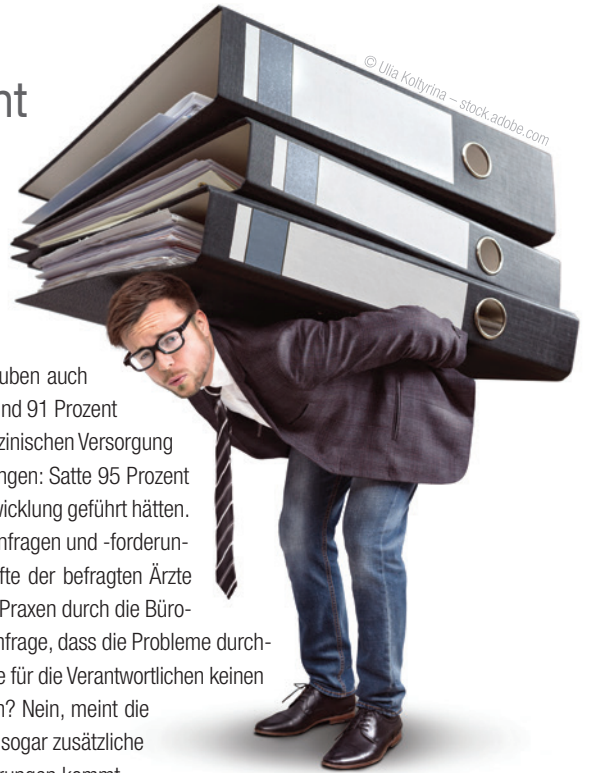 © Ulia Koltyrina – stock.adobe.com
nt
uben auch
nd 91 Prozent
zinischen Versorgung
ngen: Satte 95 Prozent
wicklung geführt hätten.
nfragen und -forderun-
fte der befragten Ärzte
Praxen durch die Büro-
nfrage, dass die Probleme durch-
e für die Verantwortlichen keinen
n? Nein, meint die
sogar zusätzliche
rungen kommt